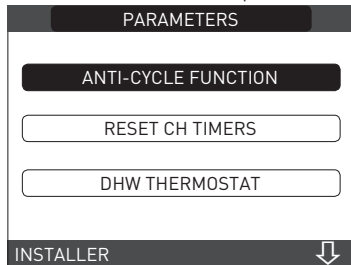 PARAMETERS
ANTI-CYCLE FUNCTION
RESET CH TIMERS
DHW THERMOSTAT
INSTALLER